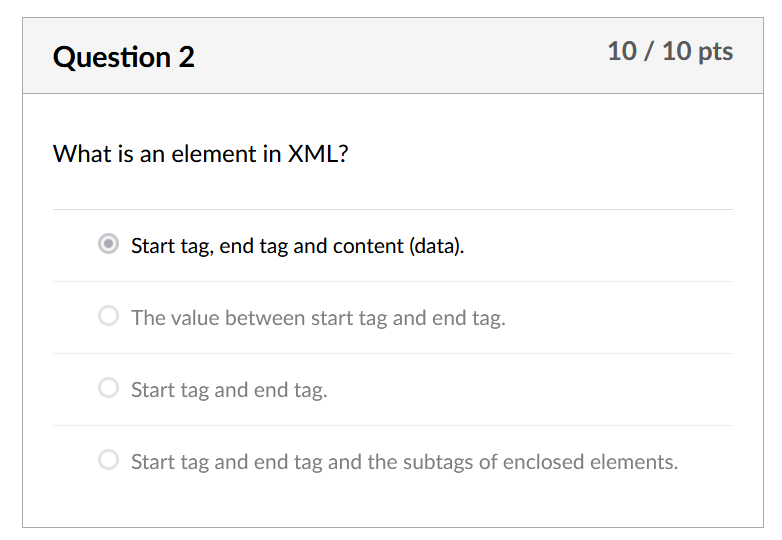 Question 2
10 / 10 pts
What is an element in XML?
Start tag, end tag and content (data).
The value between start tag and end tag.
Start tag and end tag.
Start tag and end tag and the subtags of enclosed elements.